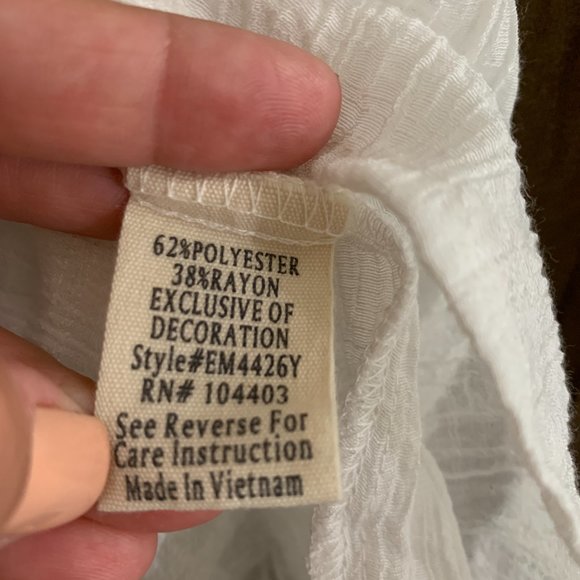 62%POLYESTER
38%RAYON
EXCLUSIVE OF
DECORATION
Style#EM4426Y
RN# 104403
See Reverse For
Care Instruction
Made In Vietnam